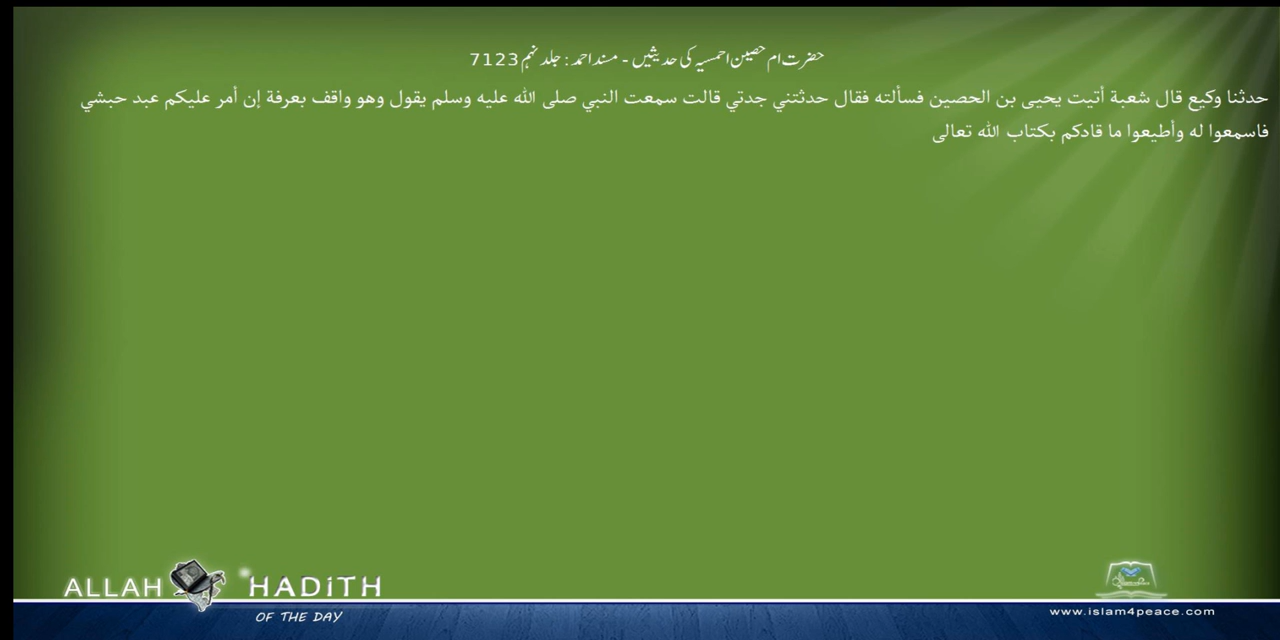 حضرت ام حصین احمسیہ کی حدیثیں - مسند احمد : جلد نہم 7123
حدثنا وكيع قال شعبة أتيت يحيى بن الحصين فسألته فقال حدثتني جدتي قالت سمعت النبي صلى الله عليه وسلم يقول وهو واقف بعرفة إن أمر عليكم عبد حبشي
فاسمعوا له وأطيعوا ما قادكم بكتاب الله تعالى
ALLAH HADITH
OF THE DAY
www.islam4peace.com